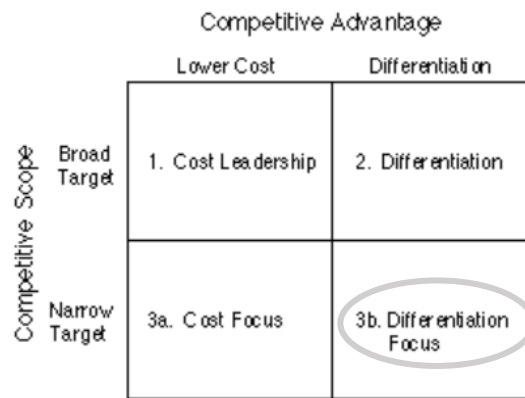 Competitive Advantage
Lower Cost
Differentiation
Competitive Scope
Broad
Target
1. Cost Leadership
2. Differentiation
Narrow
Target
3a. Cost Focus
3b. Differentiation
Focus